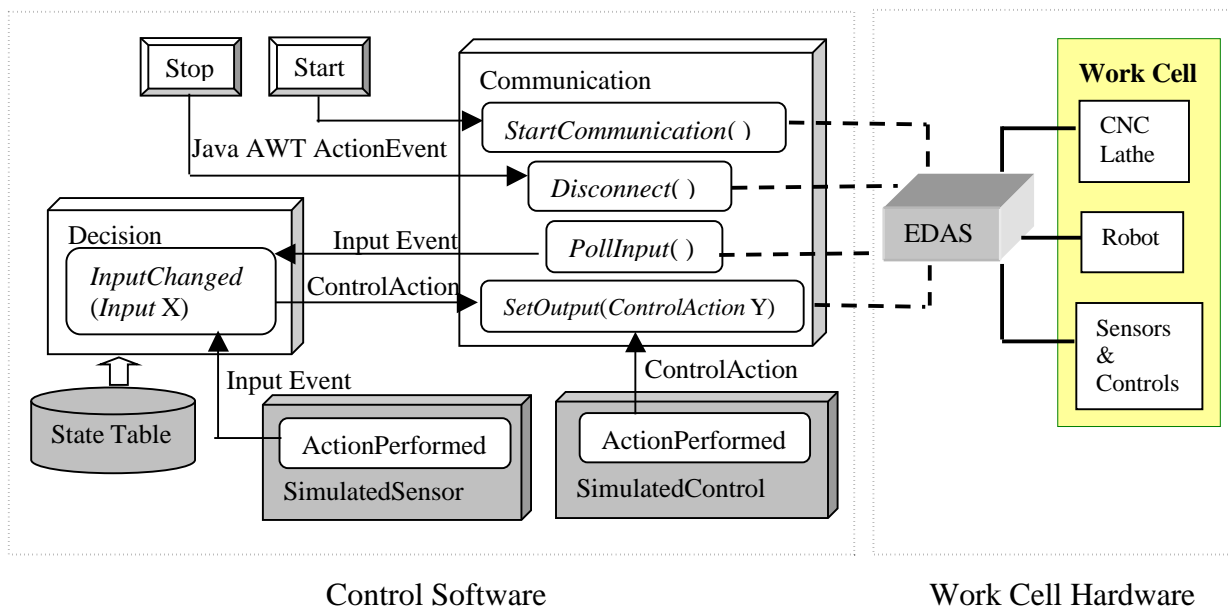 Stop
Start
Communication
StartCommunication( )
Java AWT ActionEvent
Disconnect( )
Decision
Input Event
PollInput( )
InputChanged
(Input X)
ControlAction
SetOutput(ControlAction Y)
Input Event
ControlAction
State Table
ActionPerformed
SimulatedSensor
ActionPerformed
SimulatedControl
EDAS
Work Cell
CNC
Lathe
Robot
Sensors
&
Controls
Control Software
Work Cell Hardware